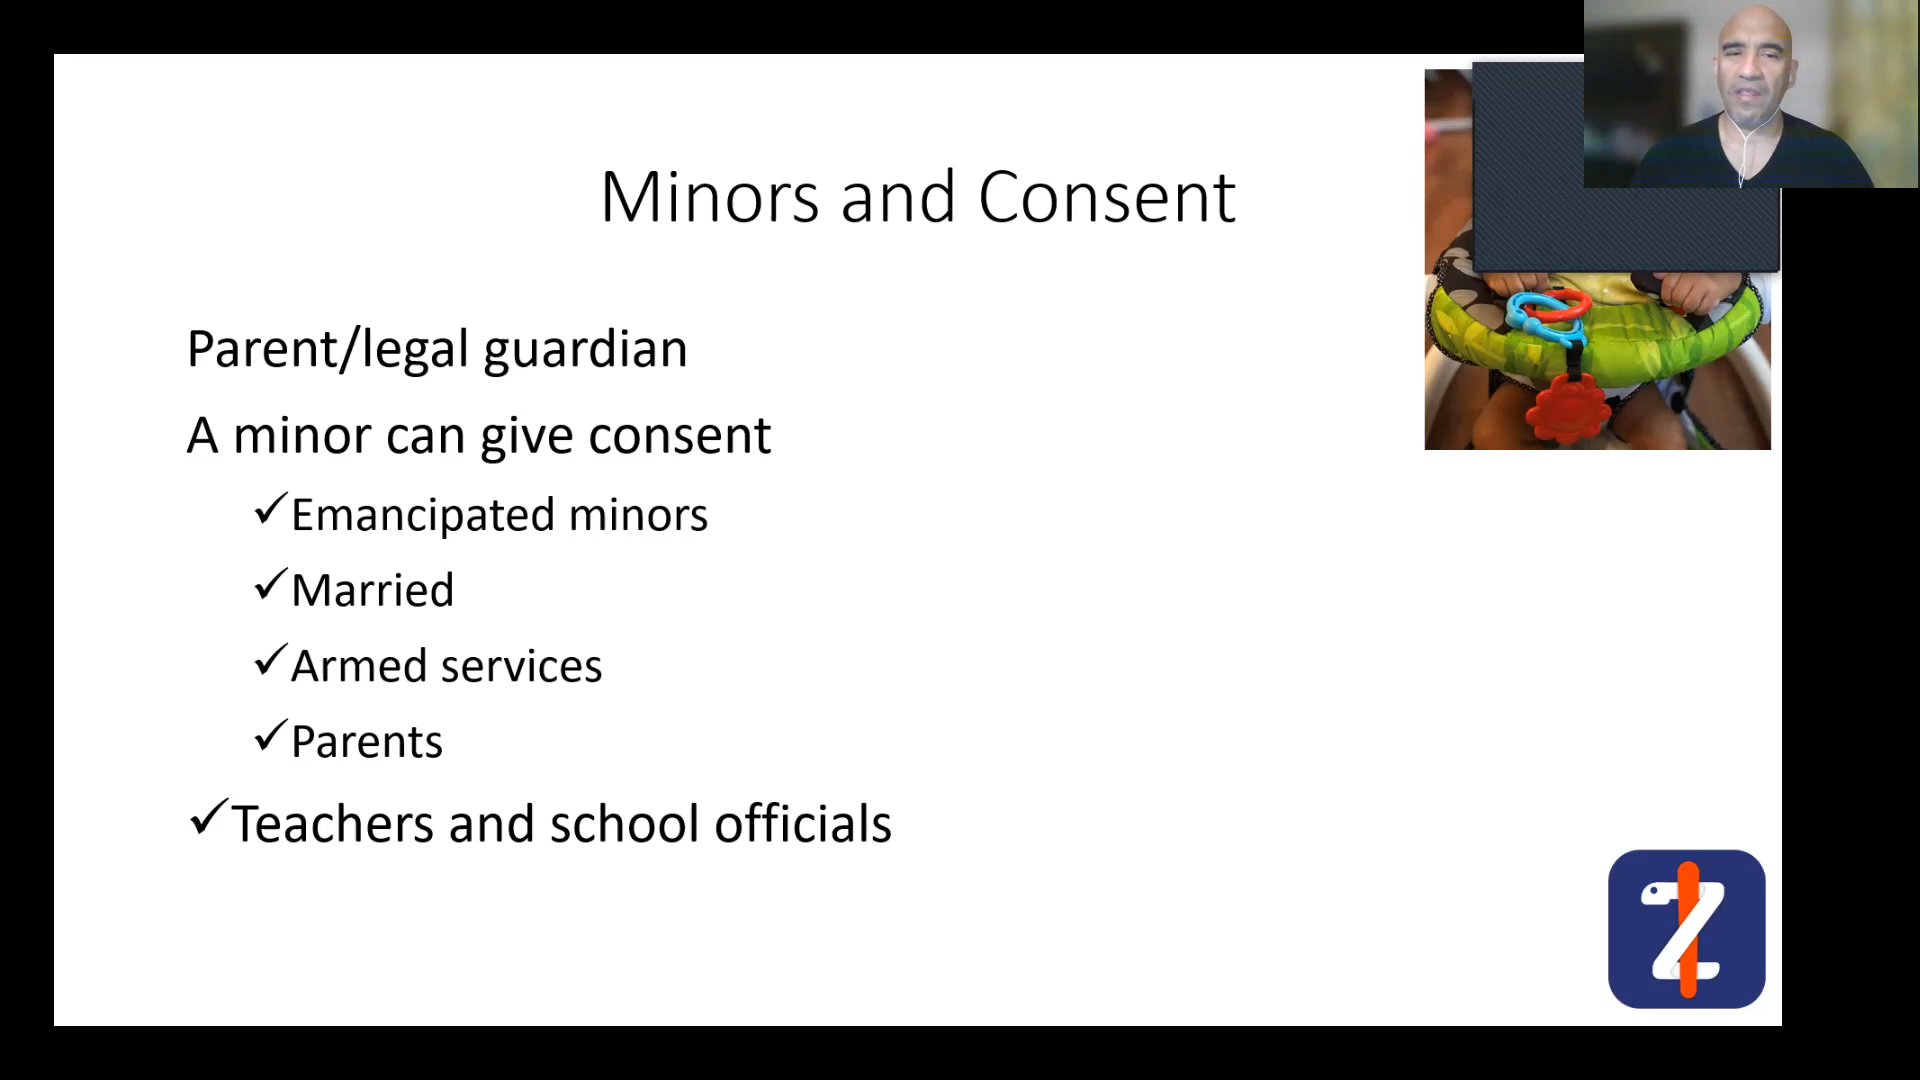 Minors and Consent
Parent/legal guardian
A minor can give consent
✓Emancipated minors
✓Married
✓Armed services
✓Parents
✓Teachers and school officials